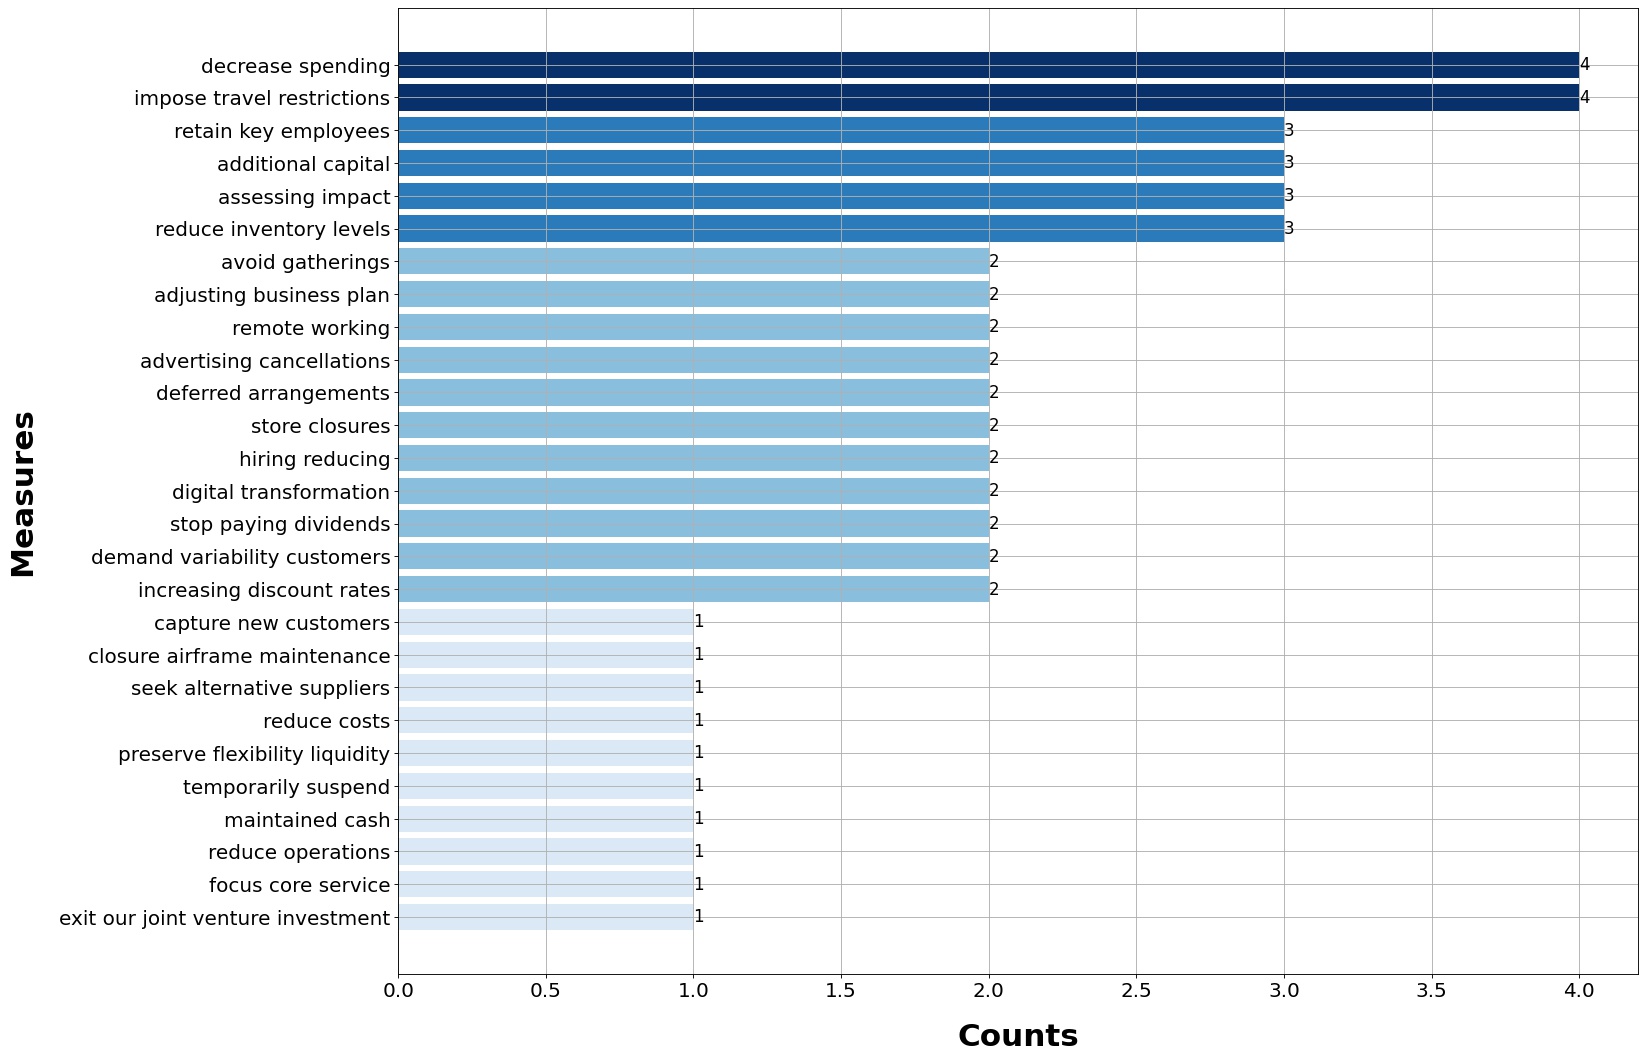 decrease spending 4
impose travel restrictions 4
retain key employees 3
additional capital 3
assessing impact 3
reduce inventory levels 3
avoid gatherings 2
adjusting business plan 2
remote working 2
advertising cancellations 2
deferred arrangements 2
store closures 2
hiring reducing 2
digital transformation 2
stop paying dividends 2
demand variability customers 2
increasing discount rates 2
capture new customers 1
closure airframe maintenance 1
seek alternative suppliers 1
reduce costs 1
preserve flexibility liquidity 1
temporarily suspend 1
maintained cash 1
reduce operations 1
focus core service 1
exit our joint venture investment 1
Measures
0.0 0.5 1.0 1.5 2.0 2.5 3.0 3.5 4.0
Counts